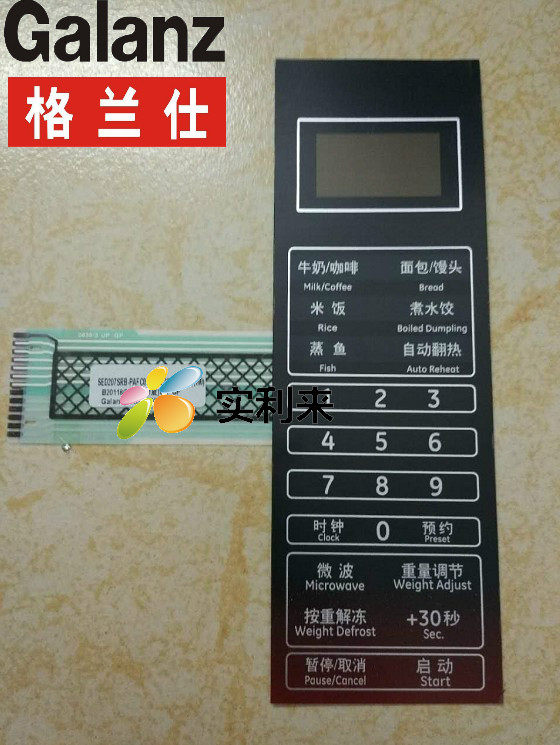 Galanz
格兰仕
牛奶/咖啡 面包/馒头
Milk/Coffee Bread
米饭 煮水饺
Rice Boiled Dumpling
蒸鱼 自动翻热
Fish Auto Reheat
实利来
2 3
4 5 6
7 8 9
时钟 0 预约
Clock Preset
微波 重量调节
Microwave Weight Adjust
按重解冻 +30秒
Weight Defrost Sec.
暂停/取消 启动
Pause/Cancel Start